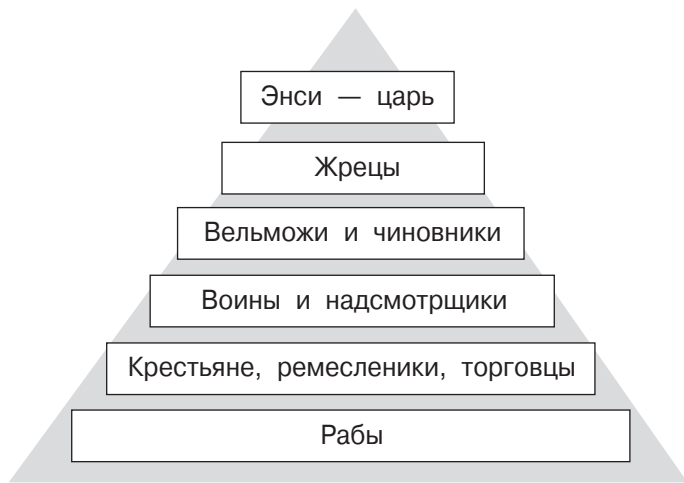 Энси — царь
Жрецы
Вельможи и чиновники
Воины и надсмотрщики
Крестьяне, ремесленики, торговцы
Рабы